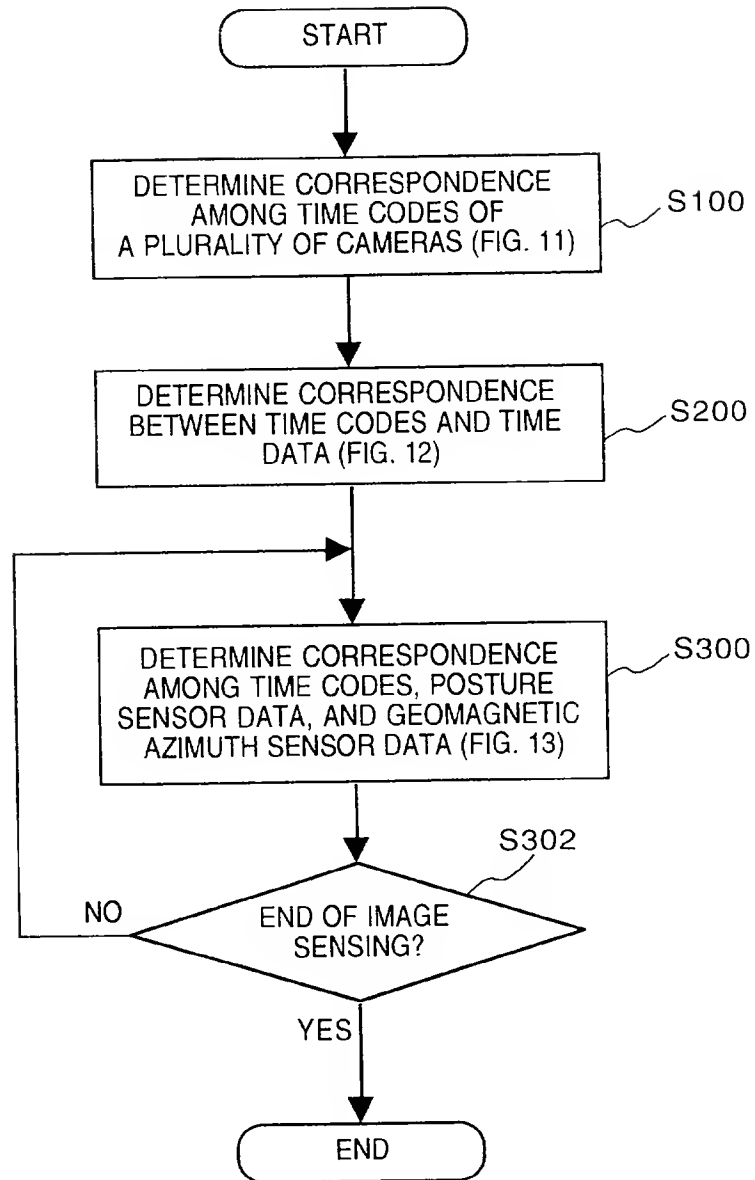 START
DETERMINE CORRESPONDENCE
AMONG TIME CODES OF
A PLURALITY OF CAMERAS (FIG. 11)
S100
DETERMINE CORRESPONDENCE
BETWEEN TIME CODES AND TIME
DATA (FIG. 12)
S200
DETERMINE CORRESPONDENCE
AMONG TIME CODES, POSTURE
SENSOR DATA, AND GEOMAGNETIC
AZIMUTH SENSOR DATA (FIG. 13)
S300
S302
END OF IMAGE
SENSING?
NO
YES
END